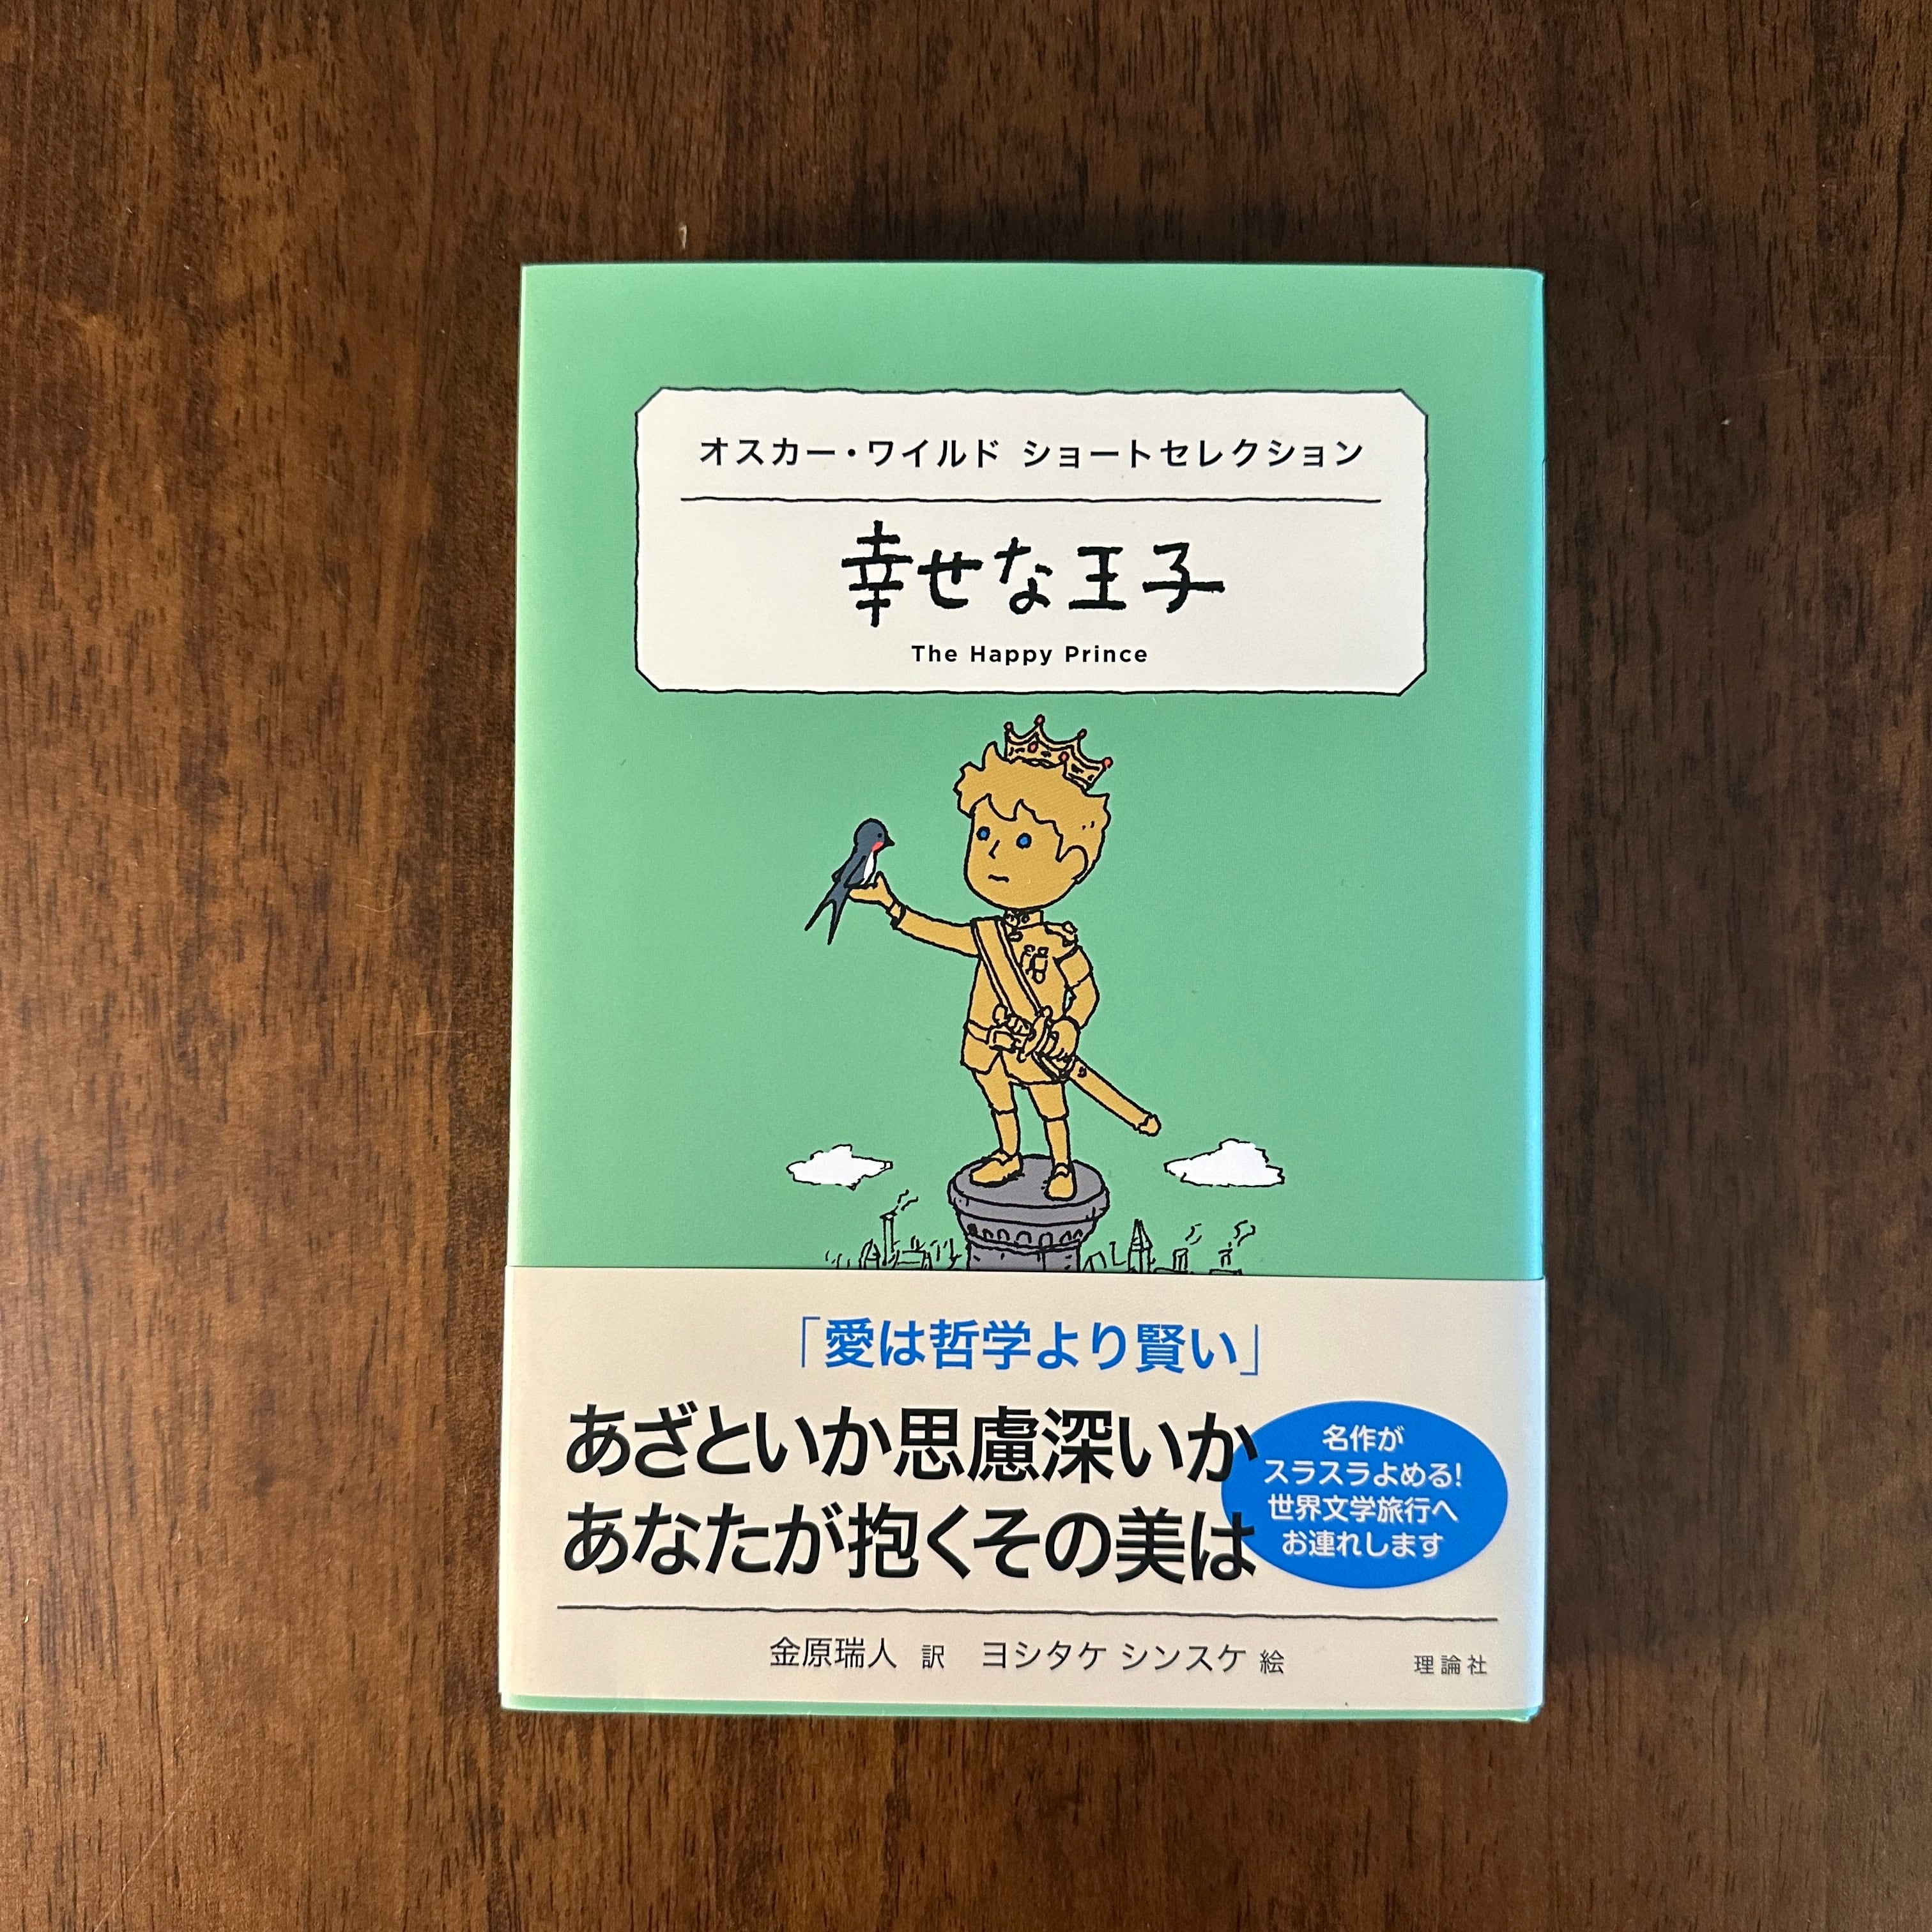 オスカー・ワイルド ショートセレクション
幸せな王子
The Happy Prince
「愛は哲学より賢い」
あざといか思慮深いか
あなたが抱くその美は
名作が
スラスラよめる!
世界文学旅行へ
お連れします
金原瑞人 訳 ヨシタケ シンスケ 絵
理論社